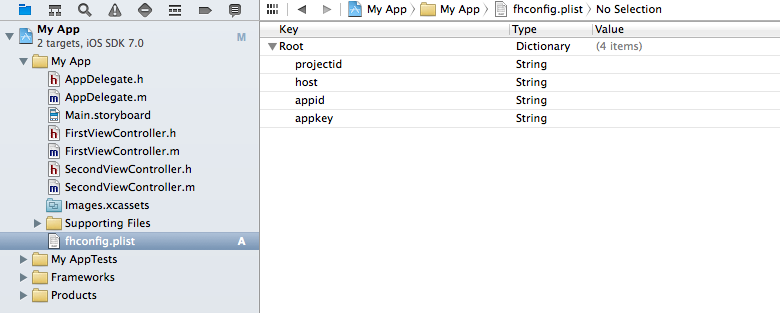 My App
2 targets, iOS SDK 7.0
M
My App
AppDelegate.h
AppDelegate.m
Main.storyboard
FirstViewController.h
FirstViewController.m
SecondViewController.h
SecondViewController.m
Images.xcassets
Supporting Files
fhconfig.plist
A
My AppTests
Frameworks
Products
My App My App fhconfig.plist No Selection
Key Type Value
Root Dictionary (4 items)
projectid String
host String
appid String
appkey String